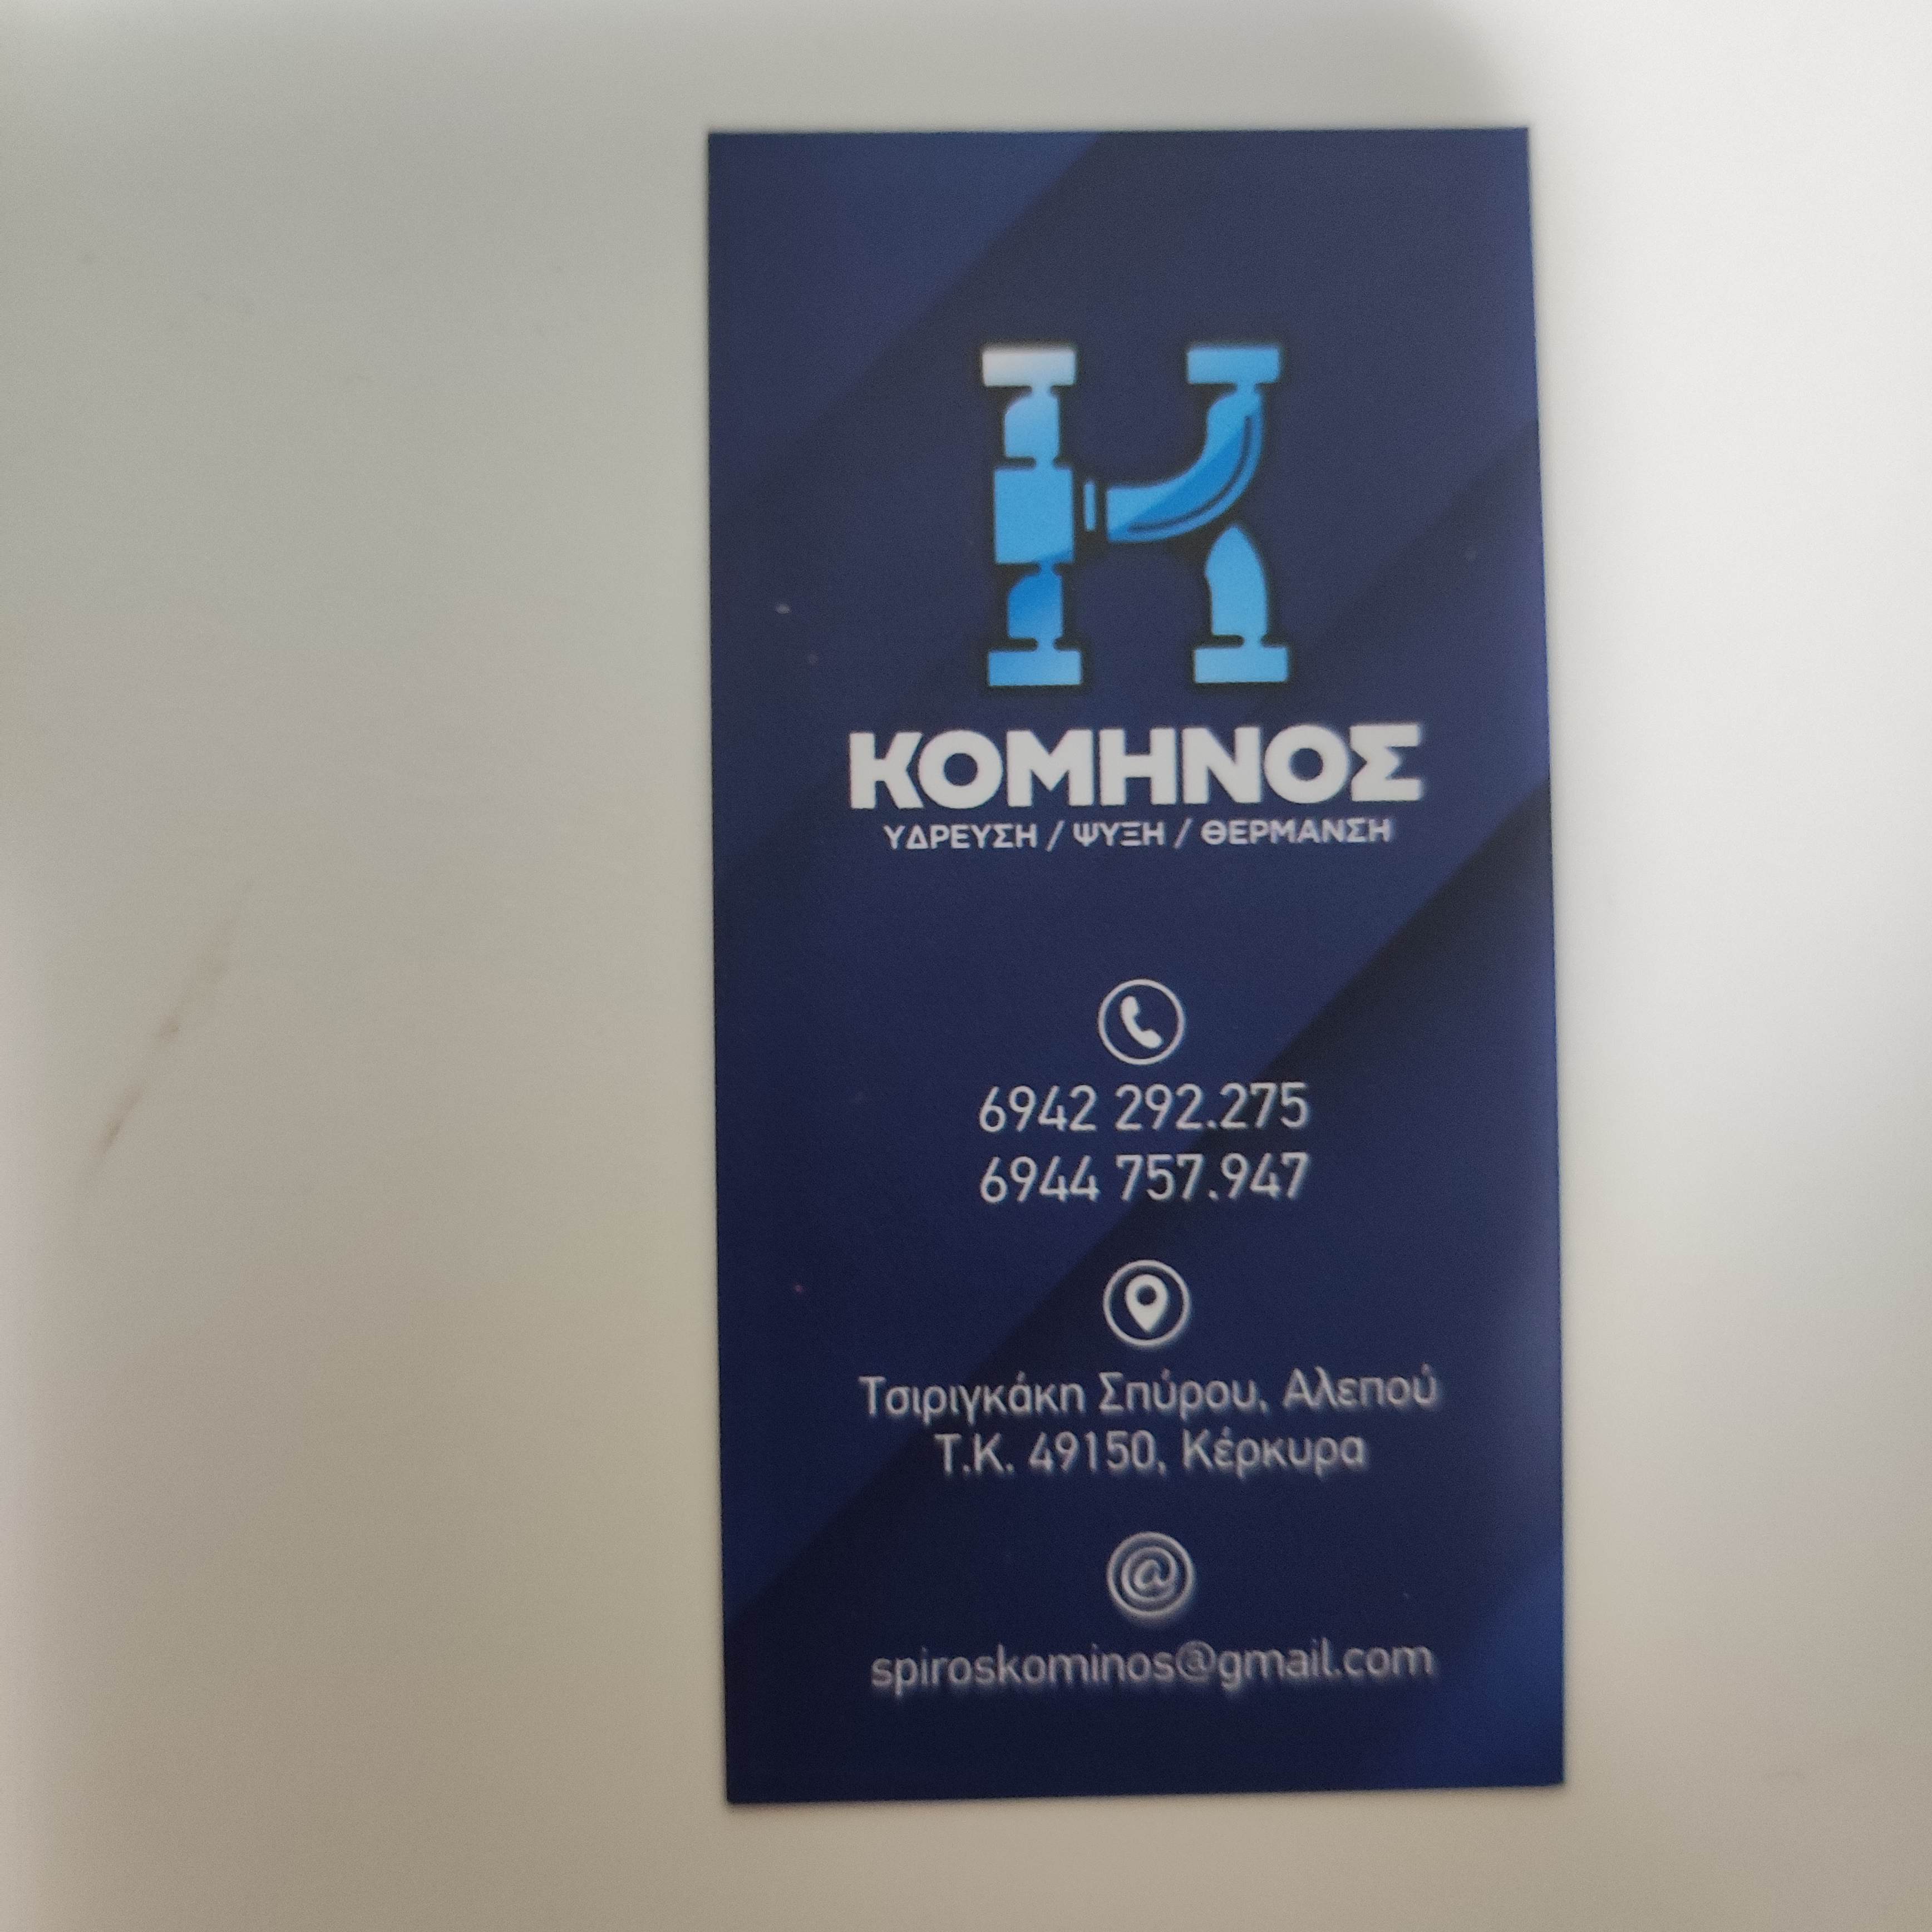 ΚΟΜΗΝΟΣ
ΥΔΡΕΥΣΗ / ΨΥΞΗ / ΘΕΡΜΑΝΣΗ
6942 292.275
6944 757.947
Τσιριγκάκη Σπύρου, Αλεπού
Τ.Κ. 49150, Κέρκυρα
spiroskominos@gmail.com